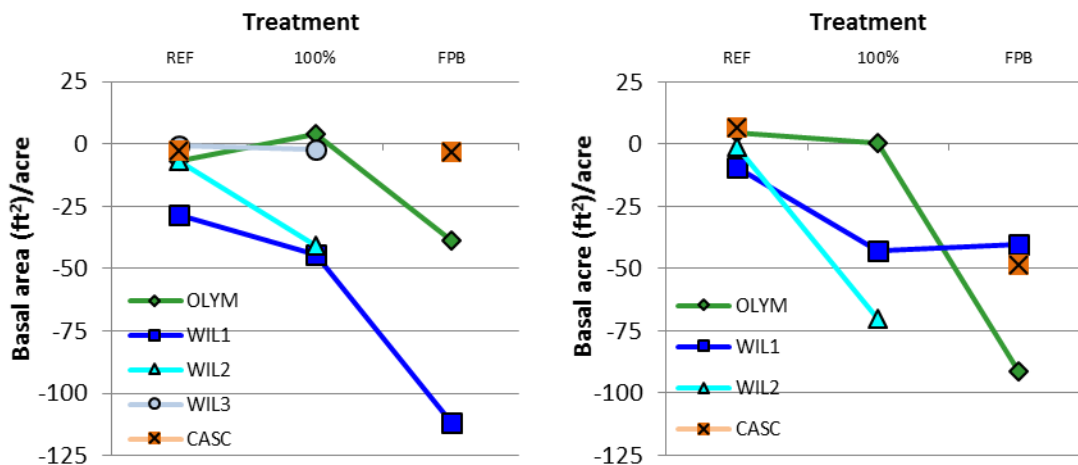 Treatment
REF 100% FPB
25
0
-25
-50
-75
-100
-125
Basal area (ft²)/acre
OLYM
WIL1
WIL2
WIL3
CASC
Treatment
REF 100% FPB
25
0
-25
-50
-75
-100
-125
Basal acre (ft²)/acre
OLYM
WIL1
WIL2
CASC